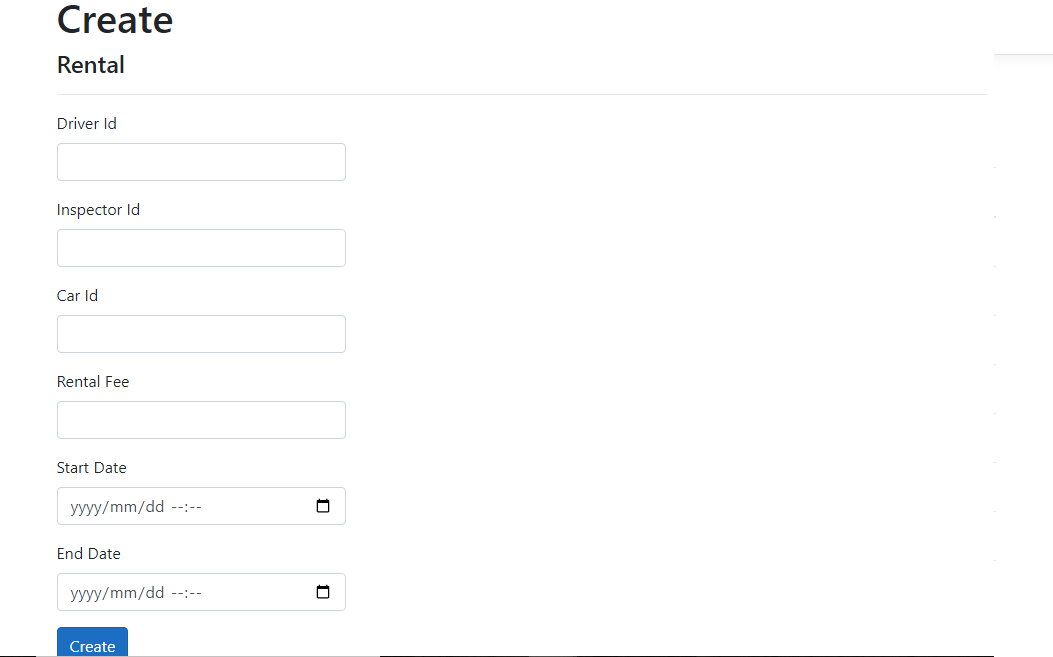 Create
Rental
Driver Id
Inspector Id
Car Id
Rental Fee
Start Date
yyyy/mm/dd --:--
End Date
yyyy/mm/dd --:--
Create